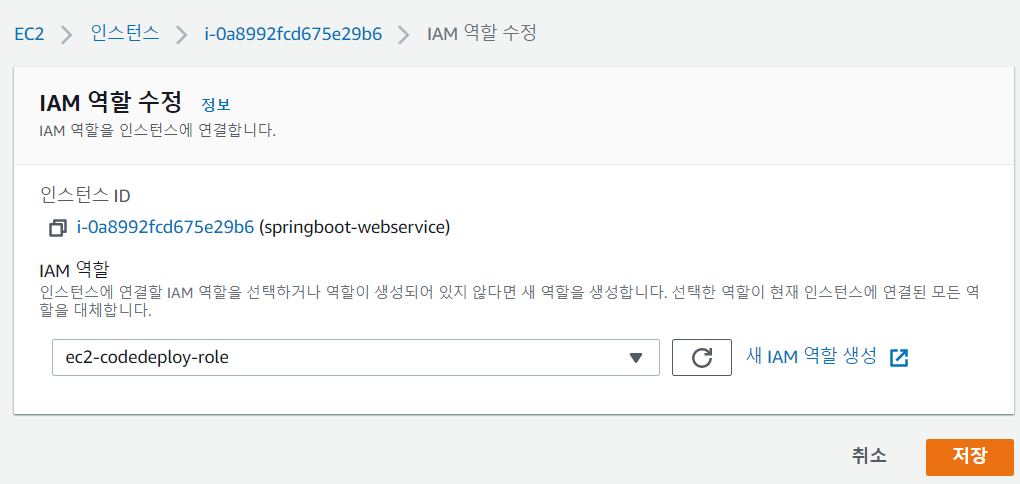 EC2 > 인스턴스 > i-0a8992fcd675e29b6 > IAM 역할 수정
IAM 역할 수정 정보
IAM 역할을 인스턴스에 연결합니다.
인스턴스 ID
i-0a8992fcd675e29b6 (springboot-webservice)
IAM 역할
인스턴스에 연결할 IAM 역할을 선택하거나 역할이 생성되어 있지 않다면 새 역할을 생성합니다. 선택한 역할이 현재 인스턴스에 연결된 모든 역
할을 대체합니다.
ec2-codedeploy-role 새 IAM 역할 생성
취소 저장